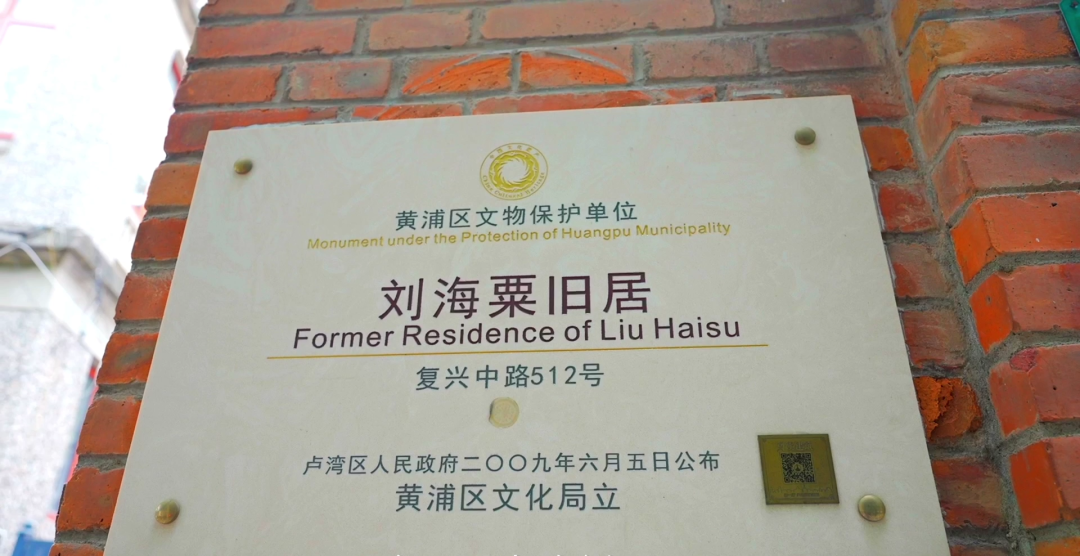 黄浦区文物保护单位
Monument under the Protection of Huangpu Municipality
刘海粟旧居
Former Residence of Liu Haisu
复兴中路512号
卢湾区人民政府二〇〇九年六月五日公布
黄浦区文化局立